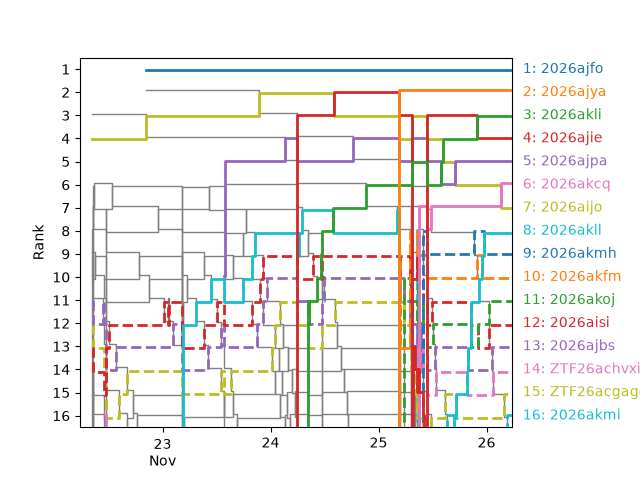 1
2
3
4
5
6
7
8
9
10
11
12
13
14
15
16
Rank
23
24
25
26
Nov
1: 2026ajfo
2: 2026ajya
3: 2026akli
4: 2026ajie
5: 2026ajpa
6: 2026akcq
7: 2026aijo
8: 2026akll
9: 2026akmh
10: 2026akfm
11: 2026akoj
12: 2026aisi
13: 2026ajbs
14: ZTF26achvxi
15: ZTF26acgag
16: 2026akmi